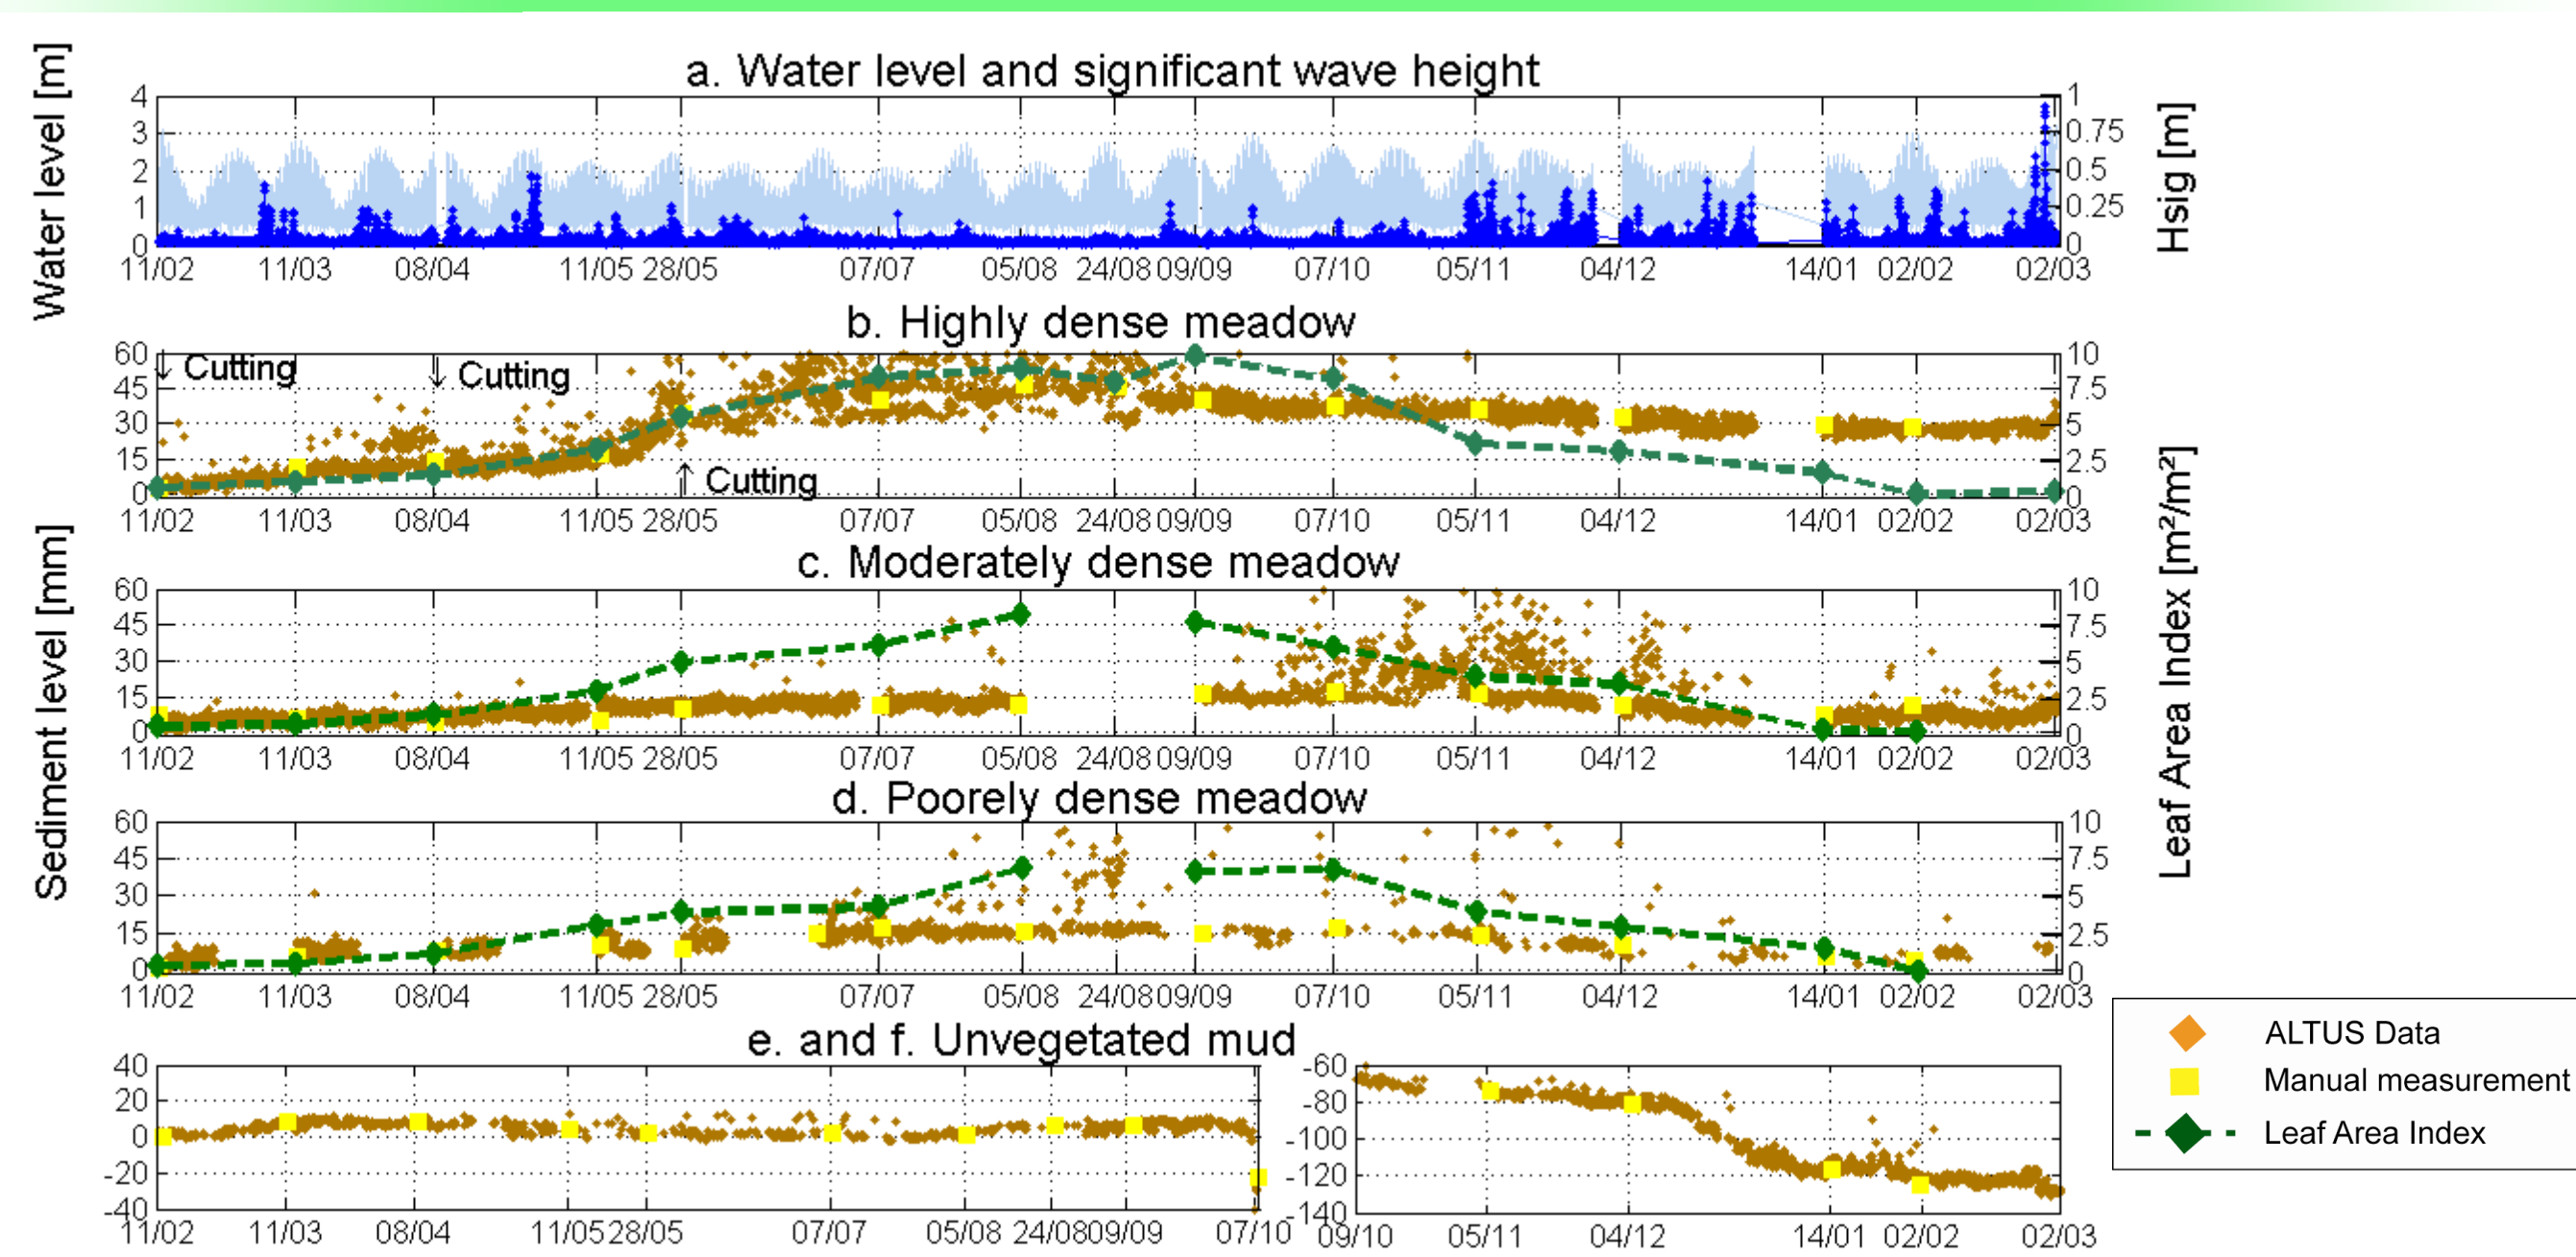 a. Water level and significant wave height
Water level [m]
4
3
2
1
0
1
0.75
0.5
0.25
0
Hsig [m]
11/02 11/03 08/04 11/05 28/05 07/07 05/08 24/08 09/09 07/10 05/11 04/12 14/01 02/02 02/03
b. Highly dense meadow
↓ Cutting
↓ Cutting
↑ Cutting
60
45
30
15
0
10
7.5
5
2.5
0
11/02 11/03 08/04 11/05 28/05 07/07 05/08 24/08 09/09 07/10 05/11 04/12 14/01 02/02 02/03
Sediment level [mm]
Leaf Area Index [m²/m²]
c. Moderately dense meadow
60
45
30
15
0
10
7.5
5
2.5
0
11/02 11/03 08/04 11/05 28/05 07/07 05/08 24/08 09/09 07/10 05/11 04/12 14/01 02/02 02/03
d. Poorely dense meadow
60
45
30
15
0
10
7.5
5
2.5
0
11/02 11/03 08/04 11/05 28/05 07/07 05/08 24/08 09/09 07/10 05/11 04/12 14/01 02/02 02/03
e. and f. Unvegetated mud
40
20
0
-20
-40
11/02 11/03 08/04 11/05 28/05 07/07 05/08 24/08 09/09 07/10
-60
-80
-100
-120
-140
09/10 05/11 04/12 14/01 02/02 02/03
ALTUS Data
Manual measurement
Leaf Area Index